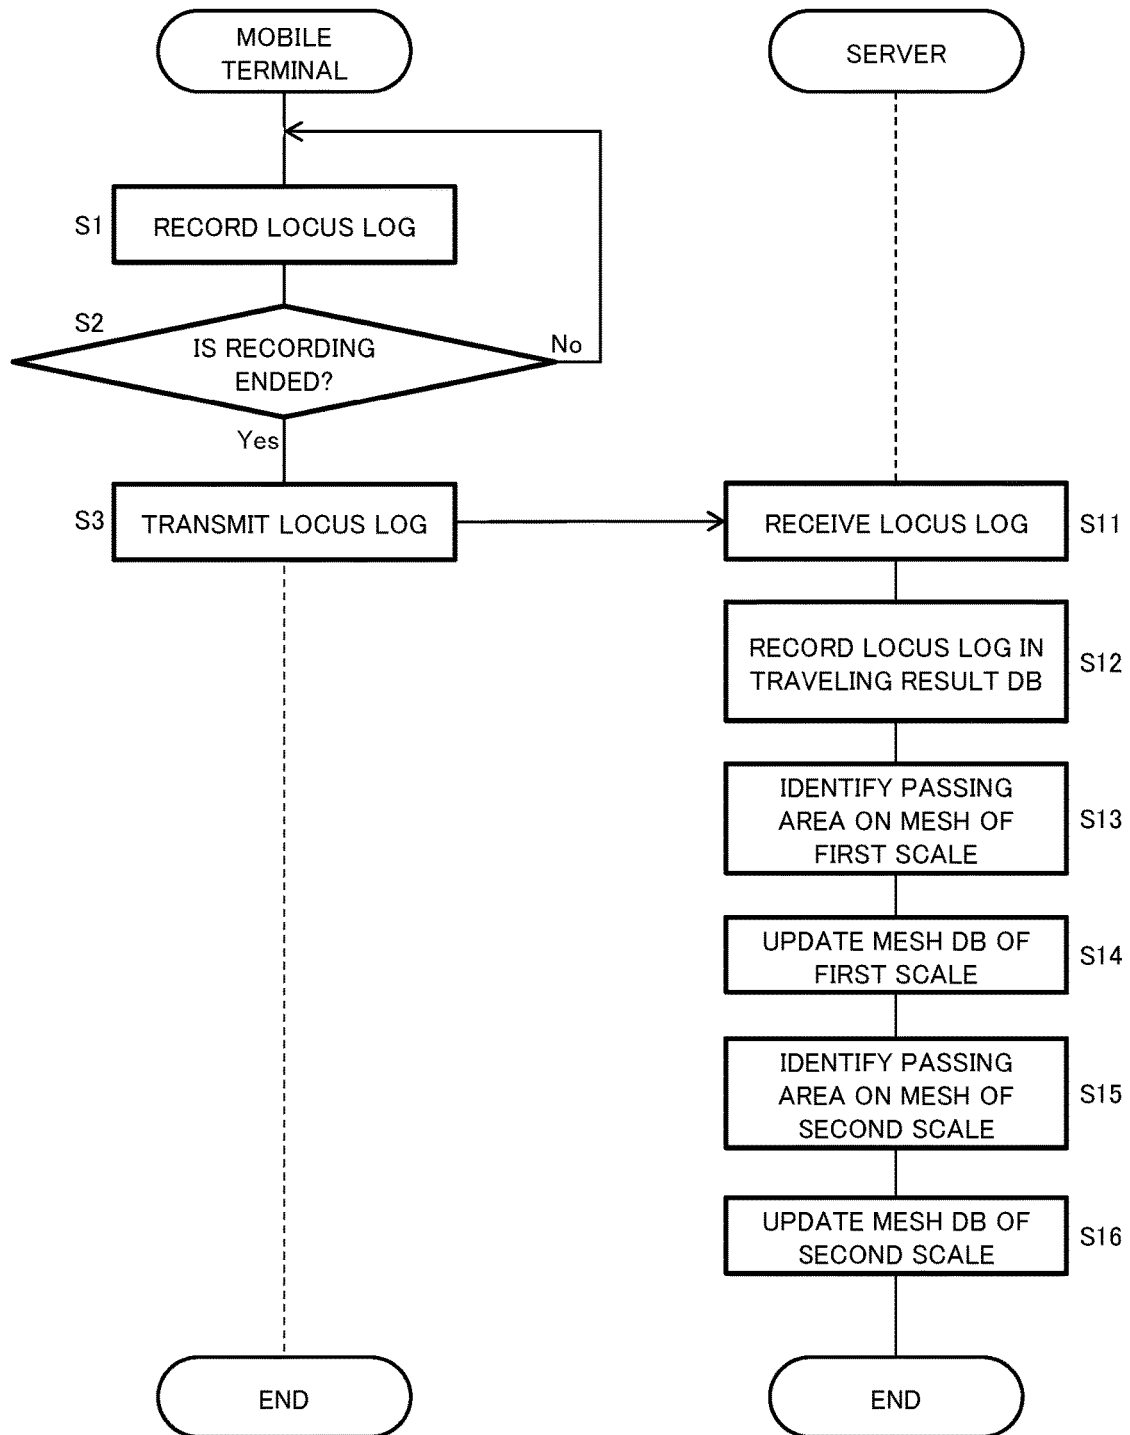 MOBILE
TERMINAL
SERVER
S1
RECORD LOCUS LOG
S2
IS RECORDING
ENDED?
No
Yes
S3
TRANSMIT LOCUS LOG
RECEIVE LOCUS LOG
S11
RECORD LOCUS LOG IN
TRAVELING RESULT DB
S12
IDENTIFY PASSING
AREA ON MESH OF
FIRST SCALE
S13
UPDATE MESH DB OF
FIRST SCALE
S14
IDENTIFY PASSING
AREA ON MESH OF
SECOND SCALE
S15
UPDATE MESH DB OF
SECOND SCALE
S16
END
END